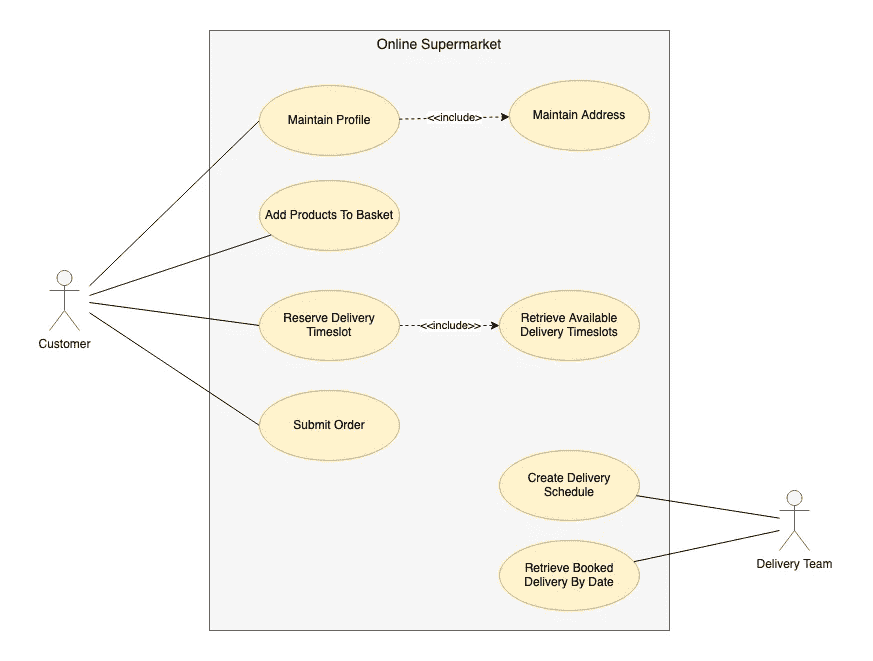 Online Supermarket
Maintain Profile
<<include>
Maintain Address
Add Products To Basket
Reserve Delivery
Timeslot
<<include>>
Retrieve Available
Delivery Timeslots
Customer
Submit Order
Create Delivery
Schedule
Retrieve Booked
Delivery By Date
Delivery Team